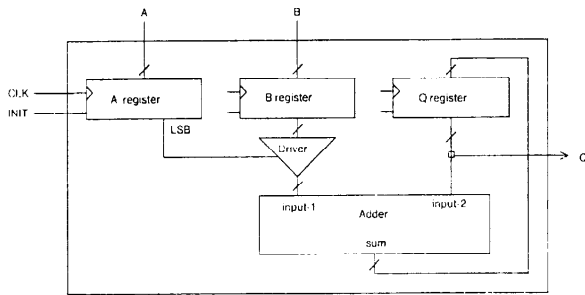 A
B
CLK
INIT
A register
B register
Q register
LSB
Driver
input-1
input-2
Adder
sum
Q